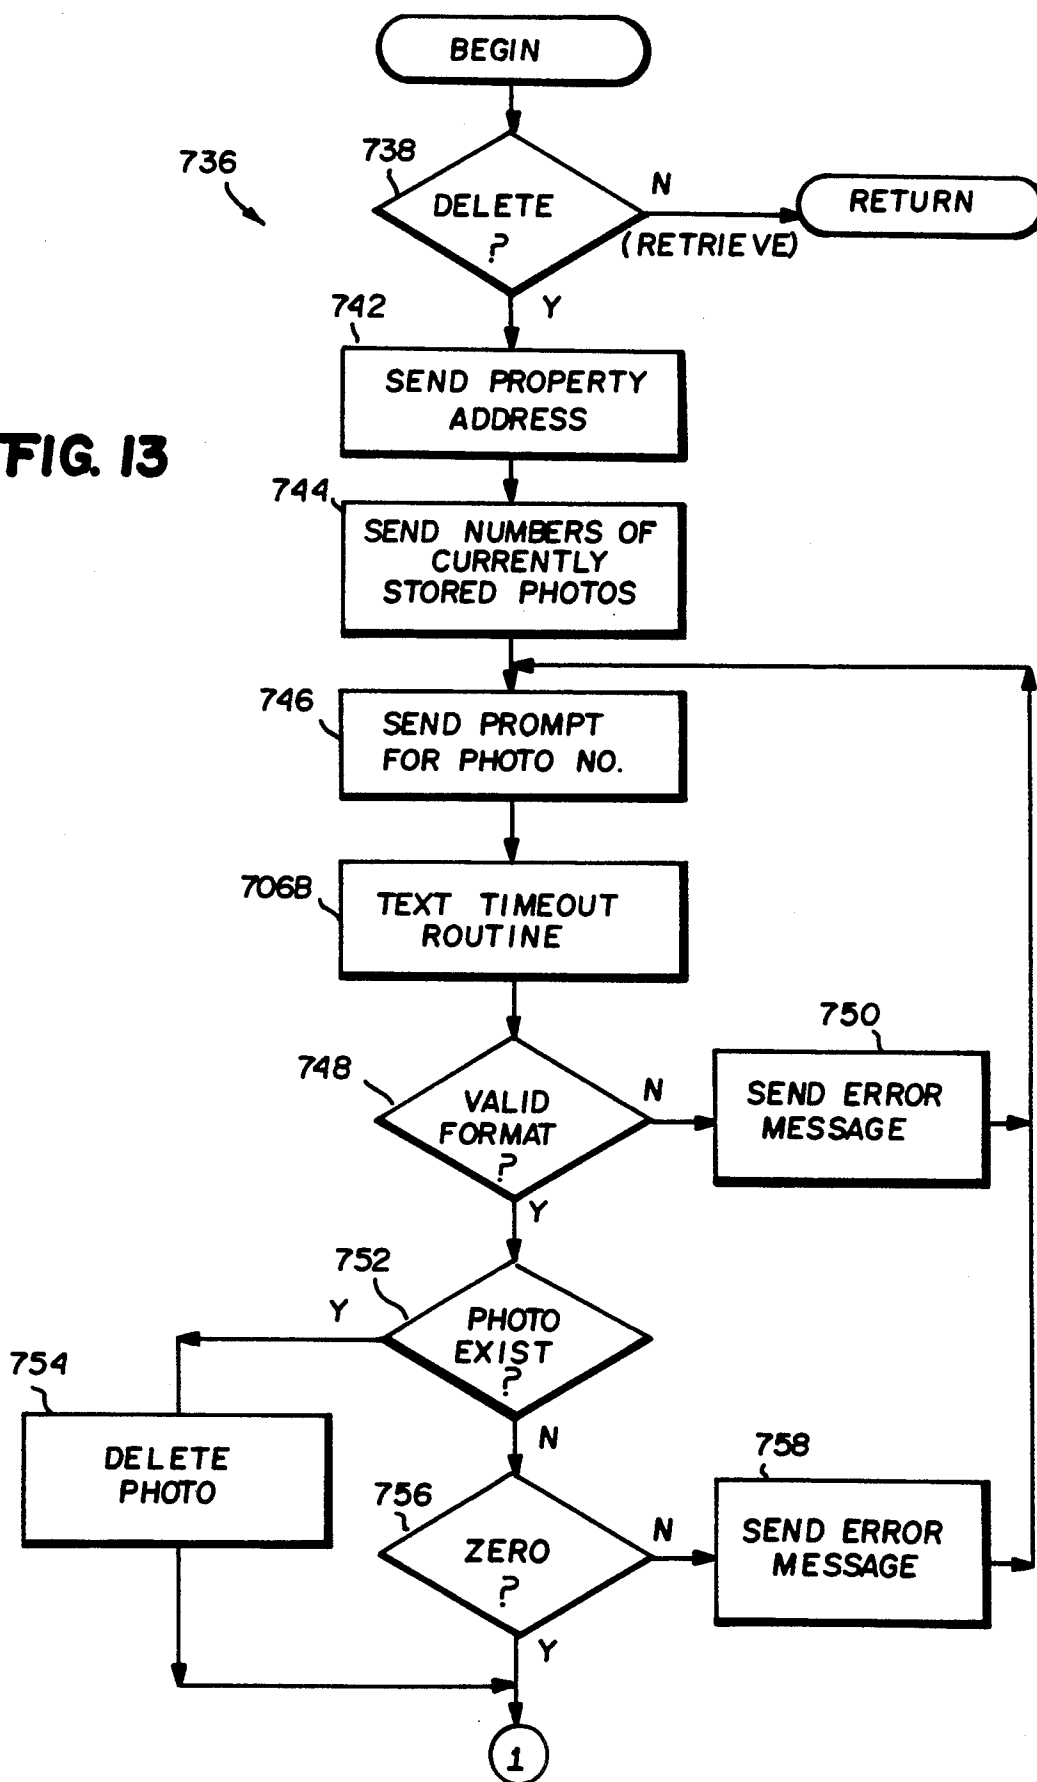 BEGIN
736
738
DELETE
?
N
(RETRIEVE)
RETURN
Y
742
SEND PROPERTY
ADDRESS
FIG. 13
744
SEND NUMBERS OF
CURRENTLY
STORED PHOTOS
746
SEND PROMPT
FOR PHOTO NO.
706B
TEXT TIMEOUT
ROUTINE
748
VALID
FORMAT
?
N
750
SEND ERROR
MESSAGE
Y
752
Y
PHOTO
EXIST
?
754
DELETE
PHOTO
N
756
ZERO
?
N
758
SEND ERROR
MESSAGE
Y
1